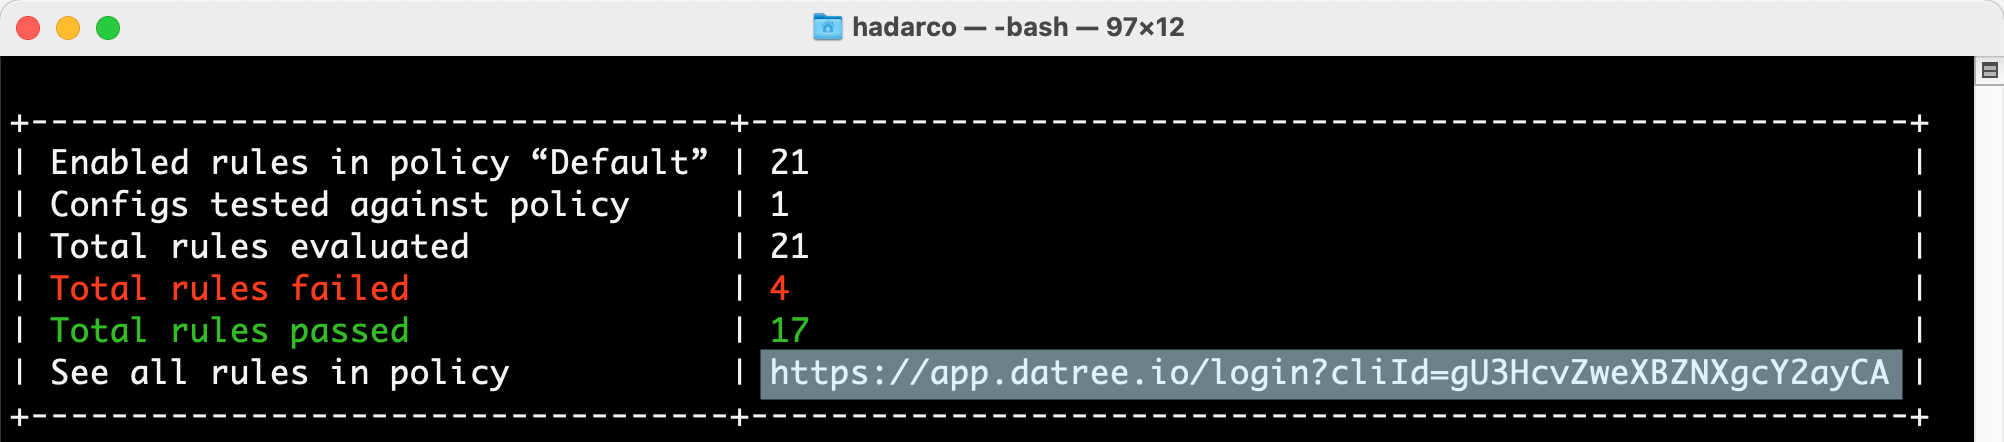 hadarco — -bash — 97×12
+-----------------------------------+----------------------------------------------------------+
| Enabled rules in policy “Default” | 21                                                       |
| Configs tested against policy     | 1                                                        |
| Total rules evaluated             | 21                                                       |
| Total rules failed                | 4                                                        |
| Total rules passed                | 17                                                       |
| See all rules in policy           | https://app.datree.io/login?cliId=gU3HcvZweXBZNXgcY2ayCA |
+-----------------------------------+----------------------------------------------------------+